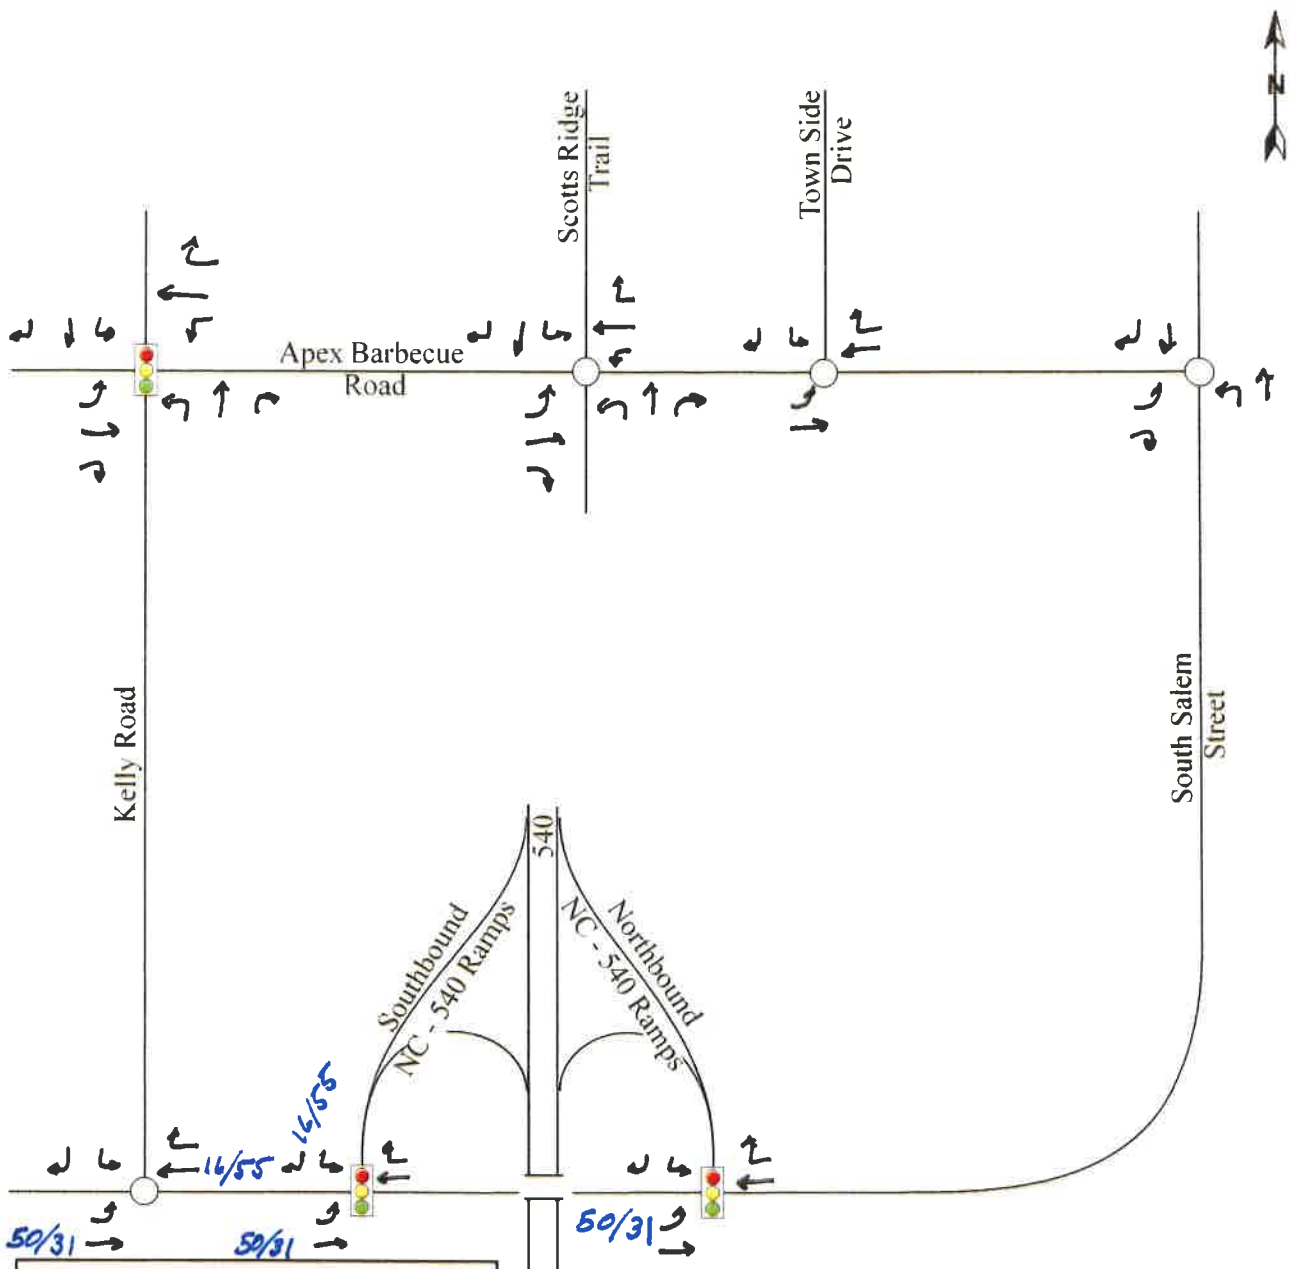 N
Scotts Ridge
Trail
Town Side
Drive
Apex Barbecue
Road
Kelly Road
South Salem
Street
540
Southbound
NC - 540 Ramps
Northbound
NC - 540 Ramps
16/55
16/55
50/31
50/31
50/31